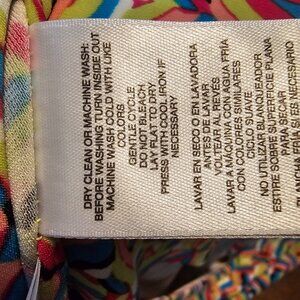 DRY CLEAN OR MACHINE WASH:
BEFORE WASHING TURN INSIDE OUT
MACHINE WASH COLD WITH LIKE
COLORS
GENTLE CYCLE
DO NOT BLEACH
LAY FLAT TO DRY
PRESS WITH COOL IRON IF
NECESSARY
LAVAR EN SECO O EN LAVADORA
ANTES DE LAVAR
VOLTEAR AL REVÉS
LAVAR A MÁQUINA CON AGUA FRÍA
CON COLORES SIMILARES
CICLO SUAVE
NO UTILIZAR BLANQUEADOR
ESTIRE SOBRE SUPERFICIE PLANA
PARA SECAR